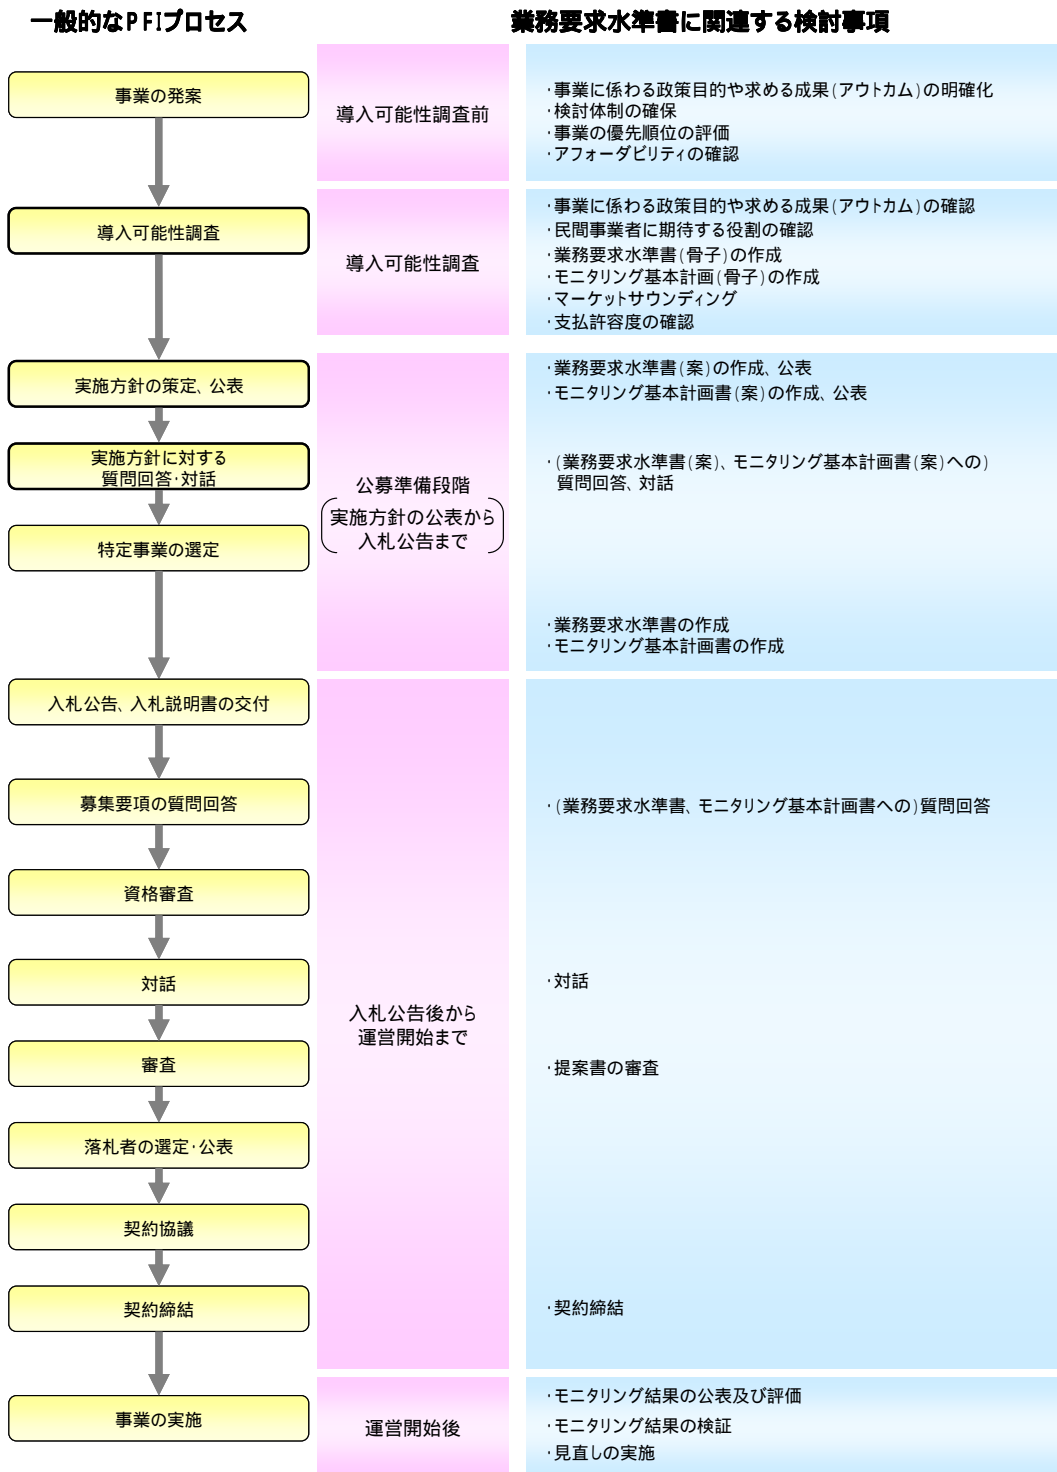 一般的なPFIプロセス
業務要求水準書に関連する検討事項
事業の発案
導入可能性調査前
・事業に係わる政策目的や求める成果(アウトカム)の明確化
・検討体制の確保
・事業の優先順位の評価
・アフォーダビリティの確認
導入可能性調査
導入可能性調査
・事業に係わる政策目的や求める成果(アウトカム)の確認
・民間事業者に期待する役割の確認
・業務要求水準書(骨子)の作成
・モニタリング基本計画(骨子)の作成
・マーケットサウンディング
・支払許容度の確認
実施方針の策定、公表
実施方針に対する
質問回答・対話
特定事業の選定
公募準備段階
実施方針の公表から
入札公告まで
・業務要求水準書(案)の作成、公表
・モニタリング基本計画書(案)の作成、公表
・(業務要求水準書(案)、モニタリング基本計画書(案)への)
質問回答、対話
・業務要求水準書の作成
・モニタリング基本計画書の作成
入札公告、入札説明書の交付
募集要項の質問回答
資格審査
対話
審査
落札者の選定・公表
契約協議
契約締結
入札公告後から
運営開始まで
・(業務要求水準書、モニタリング基本計画書への)質問回答
・対話
・提案書の審査
・契約締結
事業の実施
運営開始後
・モニタリング結果の公表及び評価
・モニタリング結果の検証
・見直しの実施